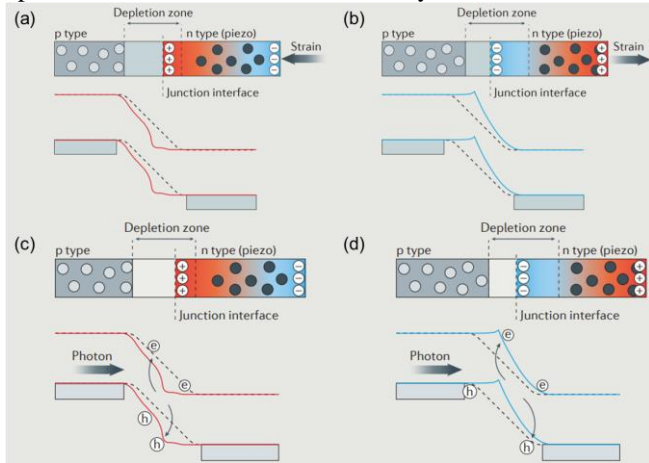 (a)
Depletion zone
p type
n type (piezo)
+
+
+
−
−
−
Strain
Junction interface
(b)
Depletion zone
p type
n type (piezo)
−
−
−
+
+
+
Strain
Junction interface
(c)
Depletion zone
p type
n type (piezo)
+
+
+
−
−
−
Junction interface
Photon
e
e
h
h
(d)
Depletion zone
p type
n type (piezo)
−
−
−
+
+
+
Junction interface
Photon
e
e
h
h